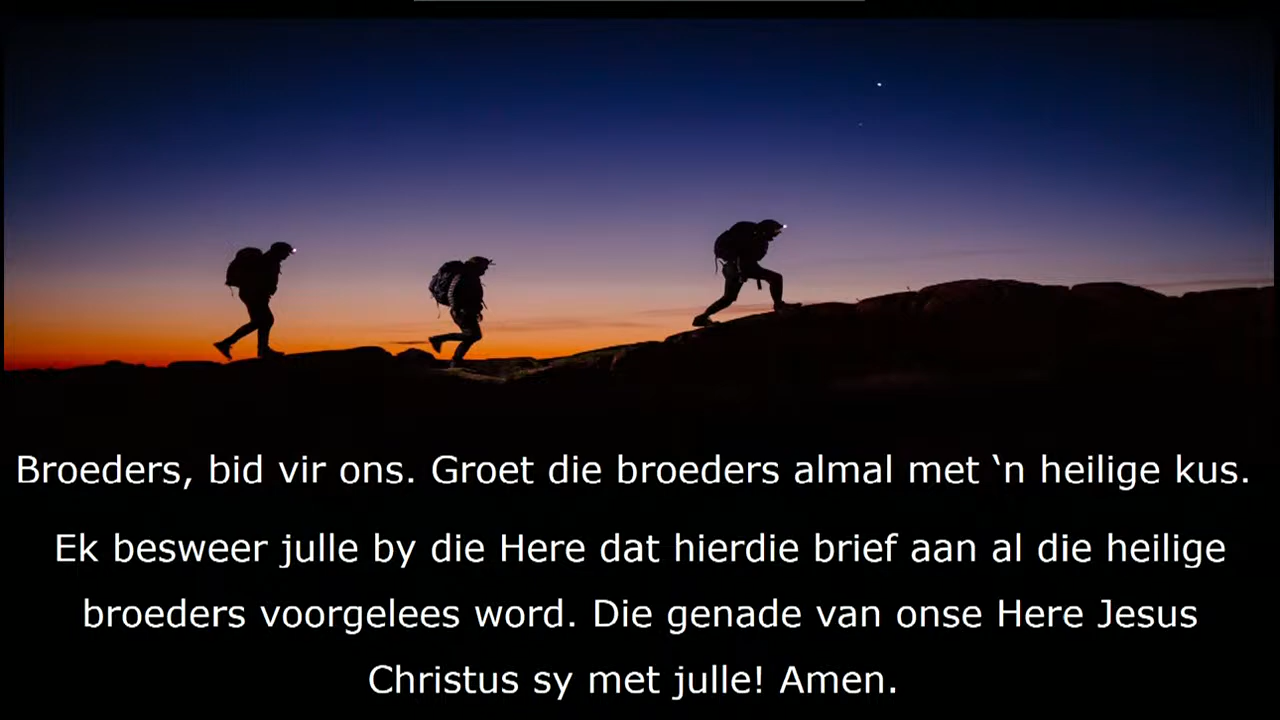 Broeders, bid vir ons. Groet die broeders almal met ‘n heilige kus.
Ek besweer julle by die Here dat hierdie brief aan al die heilige
broeders voorgelees word. Die genade van onse Here Jesus
Christus sy met julle! Amen.